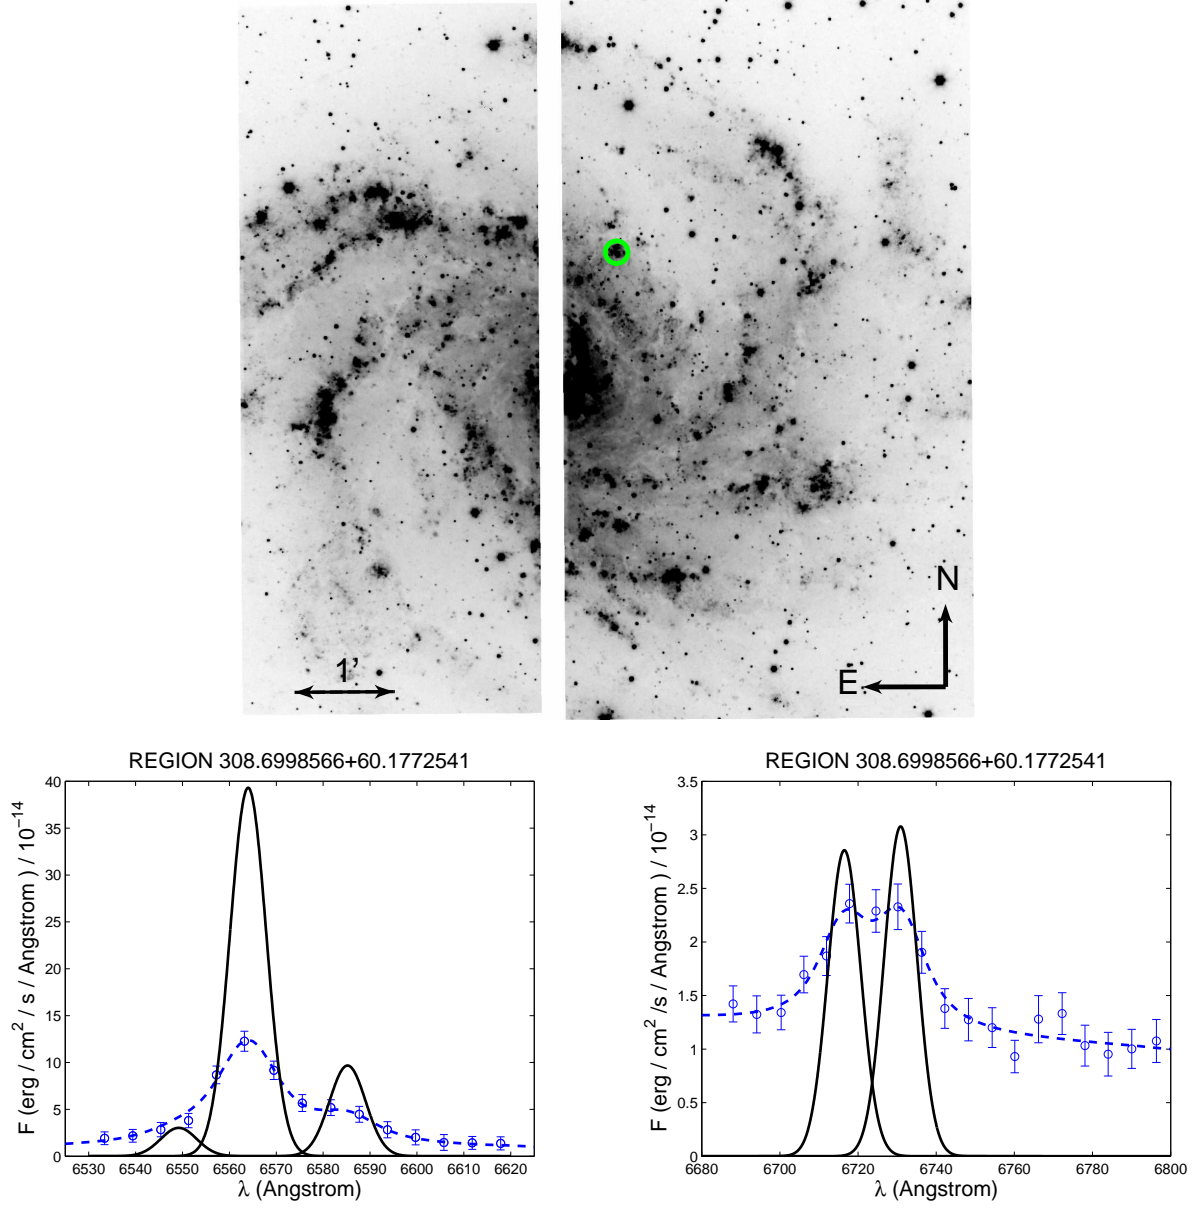 N
E
1’
REGION 308.6998566+60.1772541
F (erg / cm2 / s / Angstrom ) / 10−14
40
35
30
25
20
15
10
5
0
6530 6540 6550 6560 6570 6580 6590 6600 6610 6620
λ (Angstrom)
REGION 308.6998566+60.1772541
F (erg / cm2 /s / Angstrom) / 10−14
3.5
3
2.5
2
1.5
1
0.5
0
6680 6700 6720 6740 6760 6780 6800
λ (Angstrom)